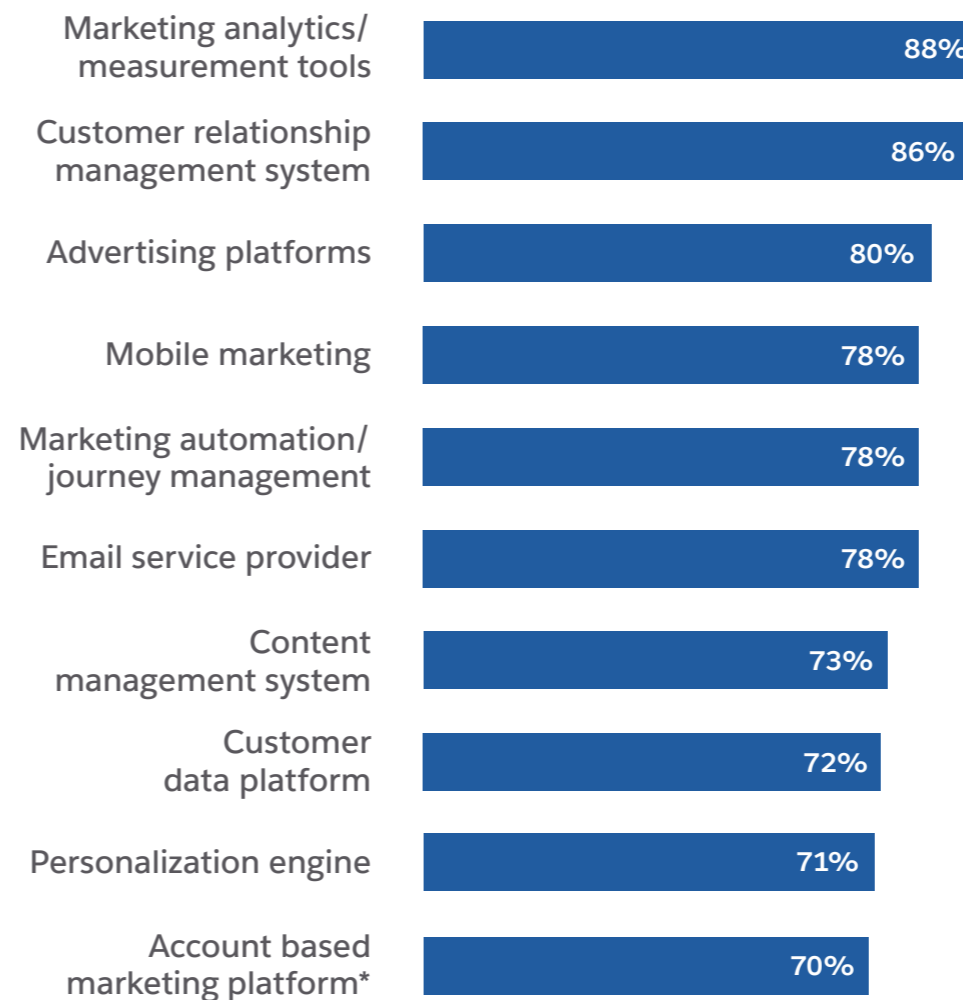 Marketing analytics/
measurement tools
88%
Customer relationship
management system
86%
Advertising platforms
80%
Mobile marketing
78%
Marketing automation/
journey management
78%
Email service provider
78%
Content
management system
73%
Customer
data platform
72%
Personalization engine
71%
Account based
marketing platform*
70%